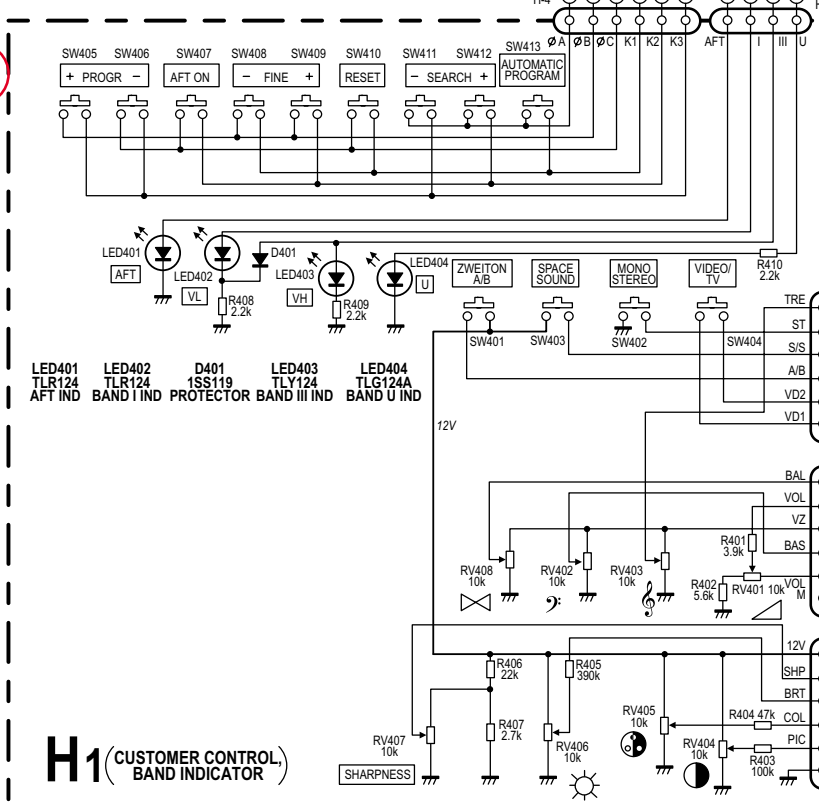 H-4
ØA ØB ØC K1 K2 K3 AFT I III U
SW405 SW406 SW407 SW408 SW409 SW410 SW411 SW412 SW413
+ PROGR −
AFT ON
− FINE +
RESET
− SEARCH +
AUTOMATIC
PROGRAM
LED401
AFT
LED402
VL
R408
2.2k
D401
LED403
VH
R409
2.2k
LED404
U
R410
2.2k
ZWEITON
A/B
SPACE
SOUND
MONO
STEREO
VIDEO/
TV
SW401 SW403 SW402 SW404
TRE
ST
S/S
A/B
VD2
VD1
LED401
TLR124
AFT IND
LED402
TLR124
BAND I IND
D401
1SS119
PROTECTOR
LED403
TLY124
BAND III IND
LED404
TLG124A
BAND U IND
12V
BAL
VOL
VZ
BAS
VOL
M
RV408
10k
RV402
10k
RV403
10k
R401
3.9k
R402
5.6k
RV401 10k
12V
SHP
BRT
COL
PIC
R406
22k
R405
390k
R407
2.7k
RV407
10k
SHARPNESS
RV406
10k
RV405
10k
R404 47k
RV404
10k
R403
100k
H1 (CUSTOMER CONTROL,
BAND INDICATOR)